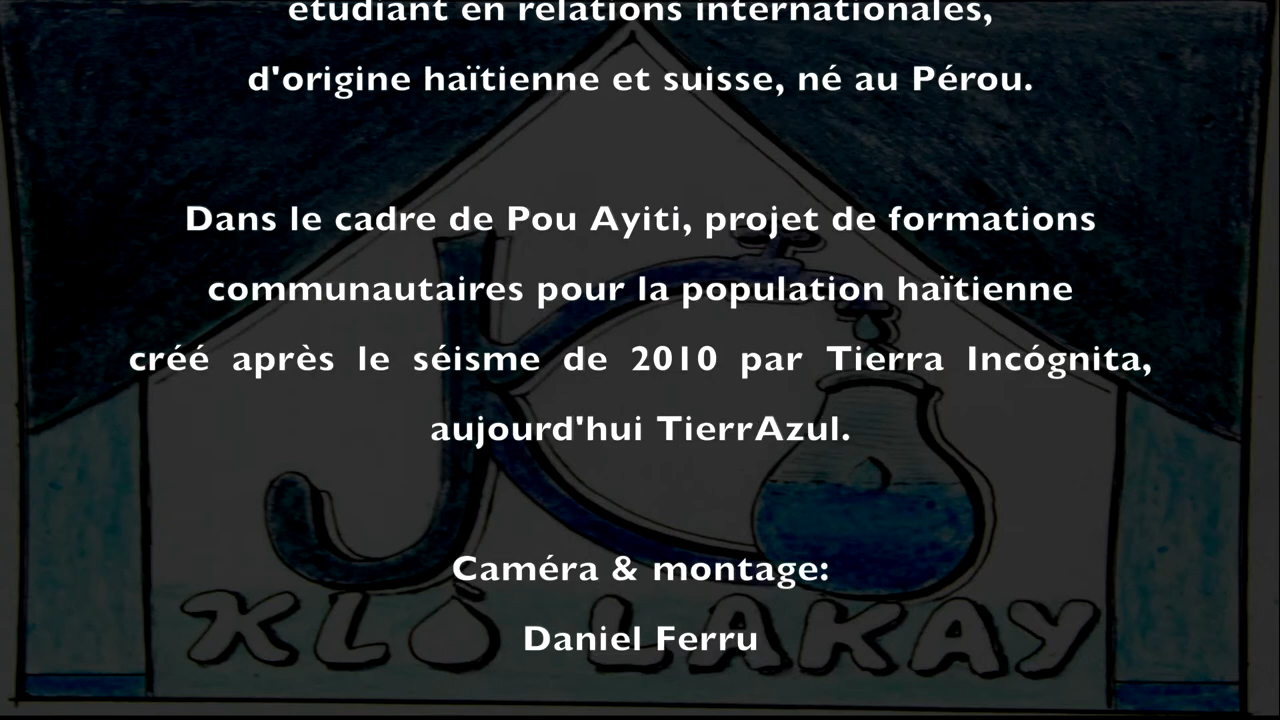 étudiant en relations internationales,
d'origine haïtienne et suisse, né au Pérou.
Dans le cadre de Pou Ayiti, projet de formations
communautaires pour la population haïtienne
créé après le séisme de 2010 par Tierra Incógnita,
aujourd'hui TierrAzul.
Caméra & montage:
Daniel Ferru
JK
KLÒ LAKAY